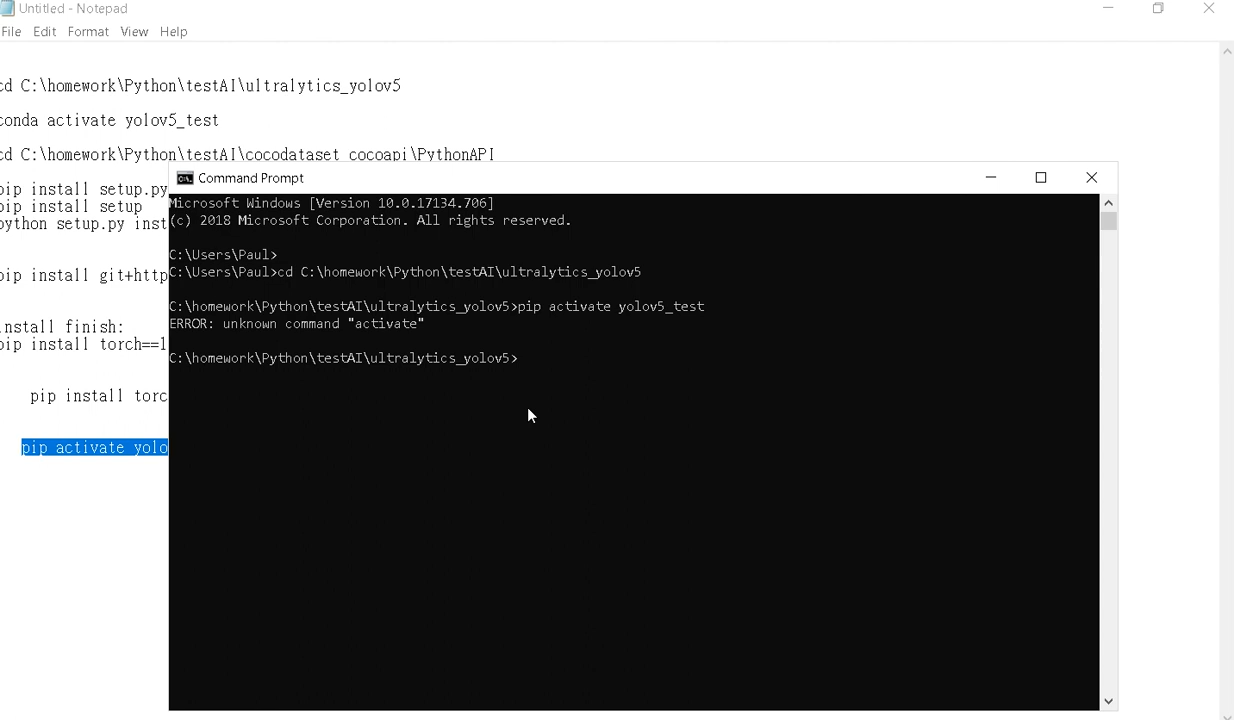 Untitled - Notepad
File Edit Format View Help
cd C:\homework\Python\testAI\ultralytics_yolov5
conda activate yolov5_test
cd C:\homework\Python\testAI\cocodataset_cocoapi\PythonAPI
pip install setup.py
pip install setup
python setup.py inst
pip install git+http
install finish:
pip install torch==1
pip install torc
pip activate yolo
Command Prompt
Microsoft Windows [Version 10.0.17134.706]
(c) 2018 Microsoft Corporation. All rights reserved.
C:\Users\Paul>
C:\Users\Paul>cd C:\homework\Python\testAI\ultralytics_yolov5
C:\homework\Python\testAI\ultralytics_yolov5>pip activate yolov5_test
ERROR: unknown command "activate"
C:\homework\Python\testAI\ultralytics_yolov5>